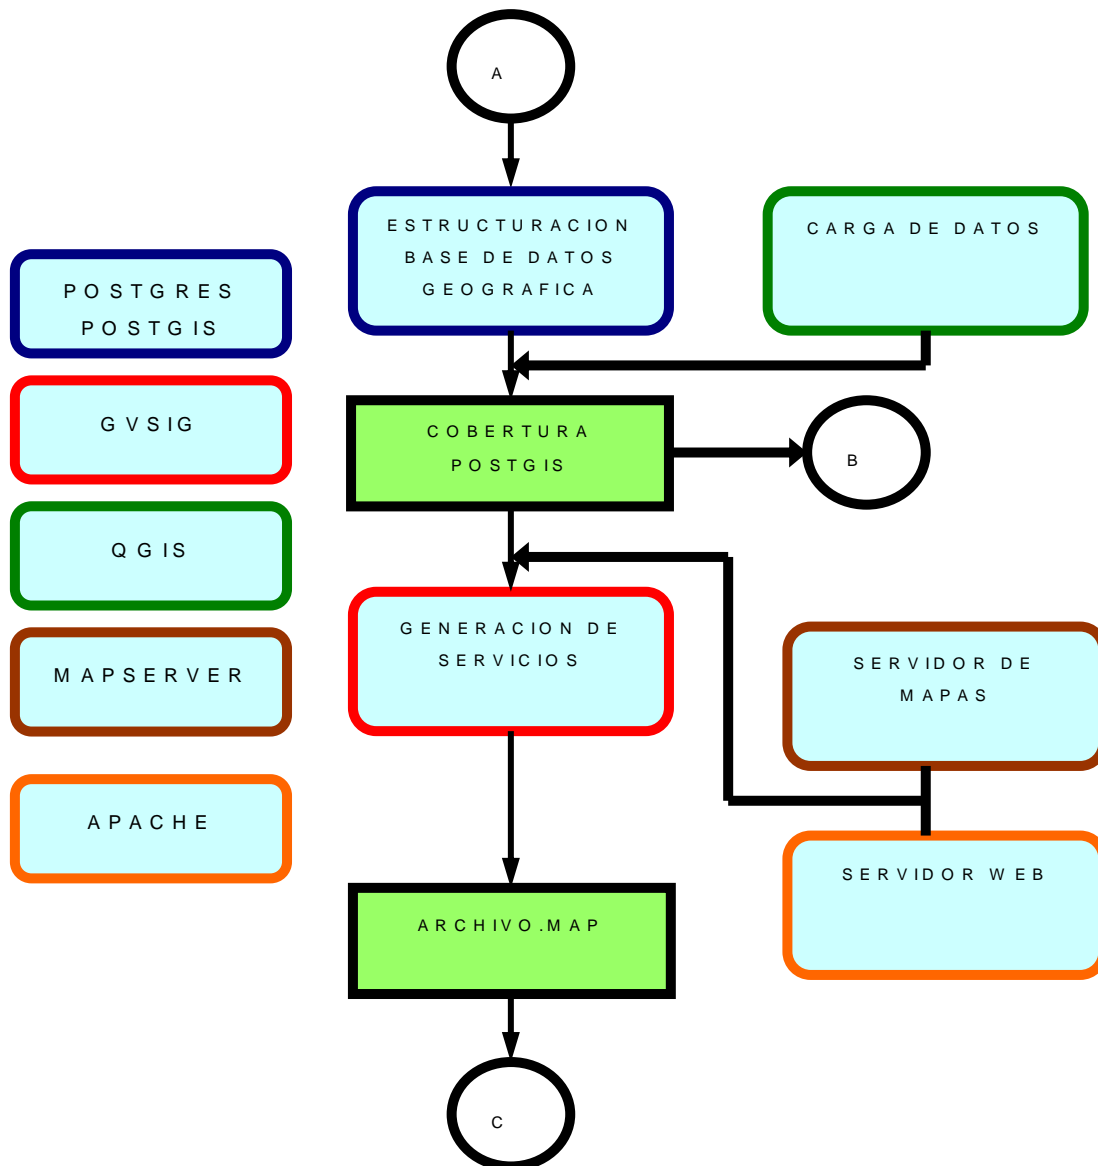 A
ESTRUCTURACION
BASE DE DATOS
GEOGRAFICA
CARGA DE DATOS
POSTGRES
POSTGIS
GVSIG
COBERTURA
POSTGIS
B
QGIS
GENERACION DE
SERVICIOS
MAPSERVER
SERVIDOR DE
MAPAS
APACHE
SERVIDOR WEB
ARCHIVO.MAP
C